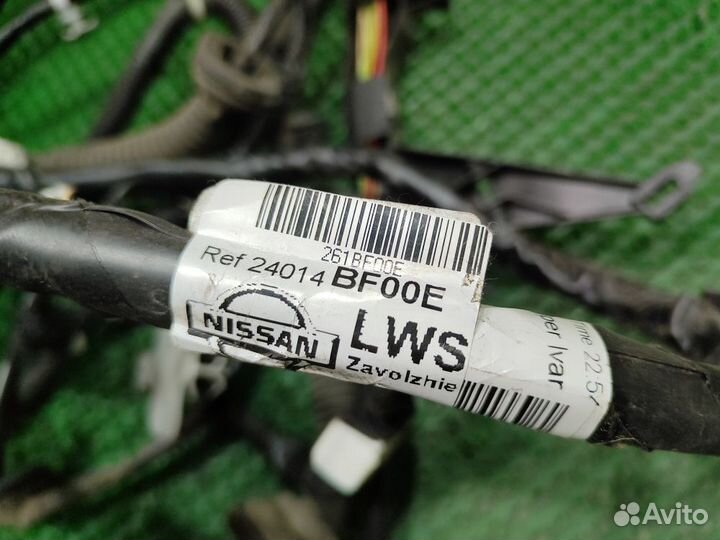 261BF00E
Ref 24014 BF00E
NISSAN
LWS
Zavolzhie
Ivar
Avito